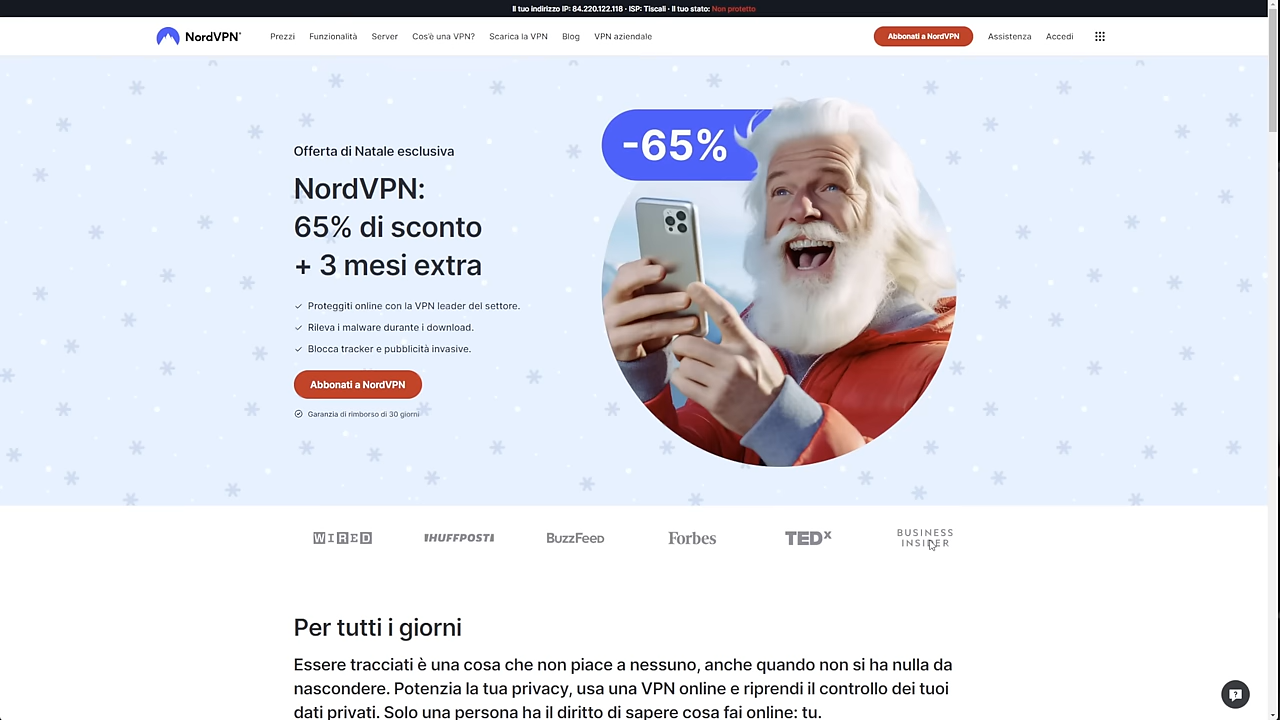 Il tuo indirizzo IP: 84.220.122.118 · ISP: Tiscali · Il tuo stato: Non protetto
NordVPN®
Prezzi Funzionalità Server Cos'è una VPN? Scarica la VPN Blog VPN aziendale
Abbonati a NordVPN
Assistenza Accedi
Offerta di Natale esclusiva
NordVPN:
65% di sconto
+ 3 mesi extra
Proteggiti online con la VPN leader del settore.
Rileva i malware durante i download.
Blocca tracker e pubblicità invasive.
Abbonati a NordVPN
Garanzia di rimborso di 30 giorni
-65%
WIRED
HUFFPOST
BuzzFeed
Forbes
TEDx
BUSINESS
INSIDER
Per tutti i giorni
Essere tracciati è una cosa che non piace a nessuno, anche quando non si ha nulla da
nascondere. Potenzia la tua privacy, usa una VPN online e riprendi il controllo dei tuoi
dati privati. Solo una persona ha il diritto di sapere cosa fai online: tu.